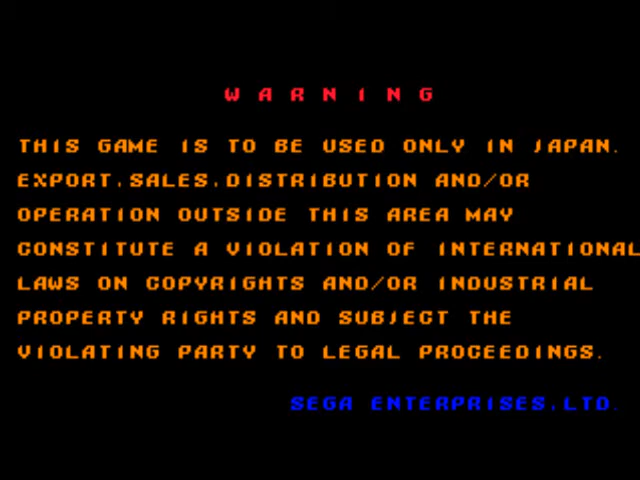 W A R N I N G
THIS GAME IS TO BE USED ONLY IN JAPAN.
EXPORT,SALES,DISTRIBUTION AND/OR
OPERATION OUTSIDE THIS AREA MAY
CONSTITUTE A VIOLATION OF INTERNATIONAL
LAWS ON COPYRIGHTS AND/OR INDUSTRIAL
PROPERTY RIGHTS AND SUBJECT THE
VIOLATING PARTY TO LEGAL PROCEEDINGS.
SEGA ENTERPRISES,LTD.